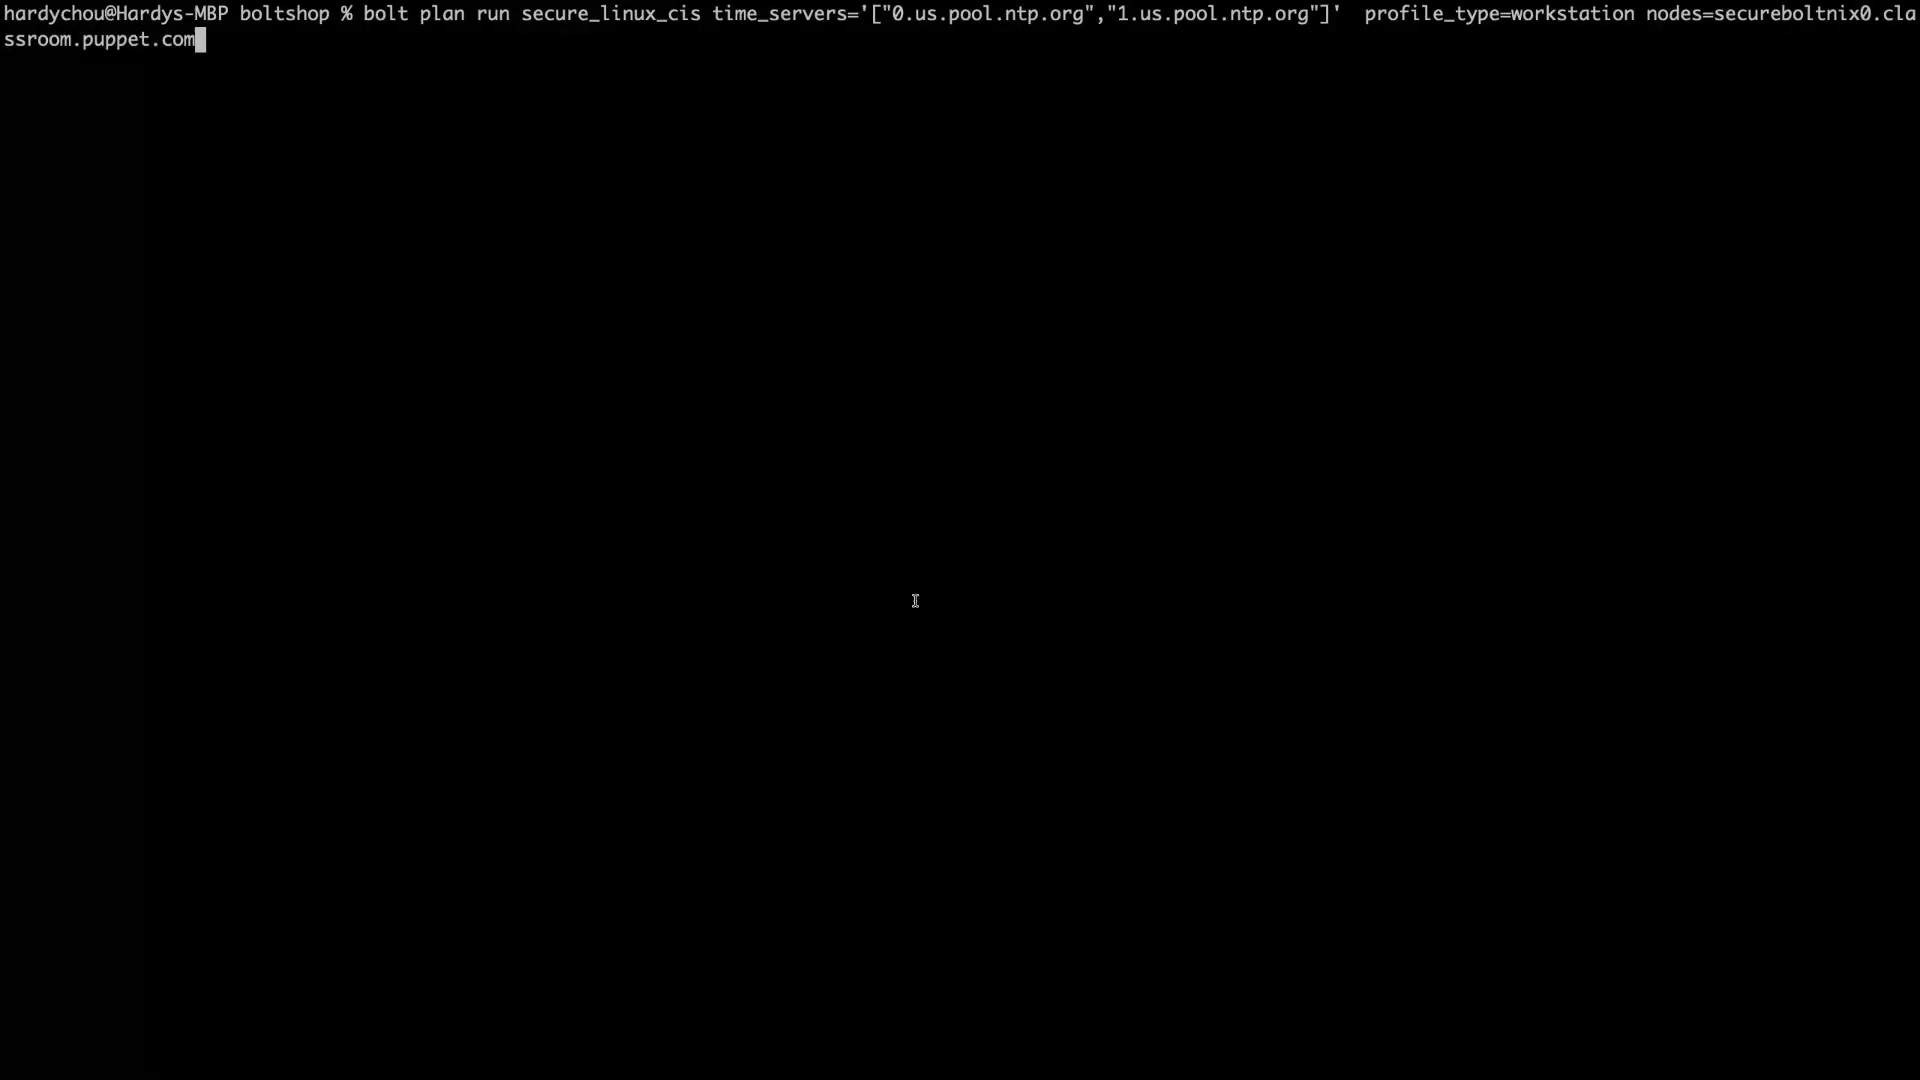 hardychou@Hardys-MBP boltshop % bolt plan run secure_linux_cis time_servers='["0.us.pool.ntp.org","1.us.pool.ntp.org"]'  profile_type=workstation nodes=secureboltnix0.cla
ssroom.puppet.com